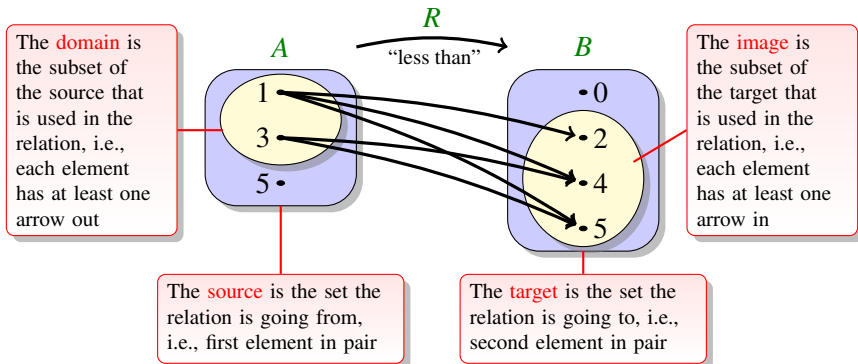 R
A
“less than”
B
The domain is
the subset of
the source that
is used in the
relation, i.e.,
each element
has at least one
arrow out
1
3
5
0
2
4
5
The image is
the subset of
the target that
is used in the
relation, i.e.,
each element
has at least one
arrow in
The source is the set the
relation is going from,
i.e., first element in pair
The target is the set the
relation is going to, i.e.,
second element in pair